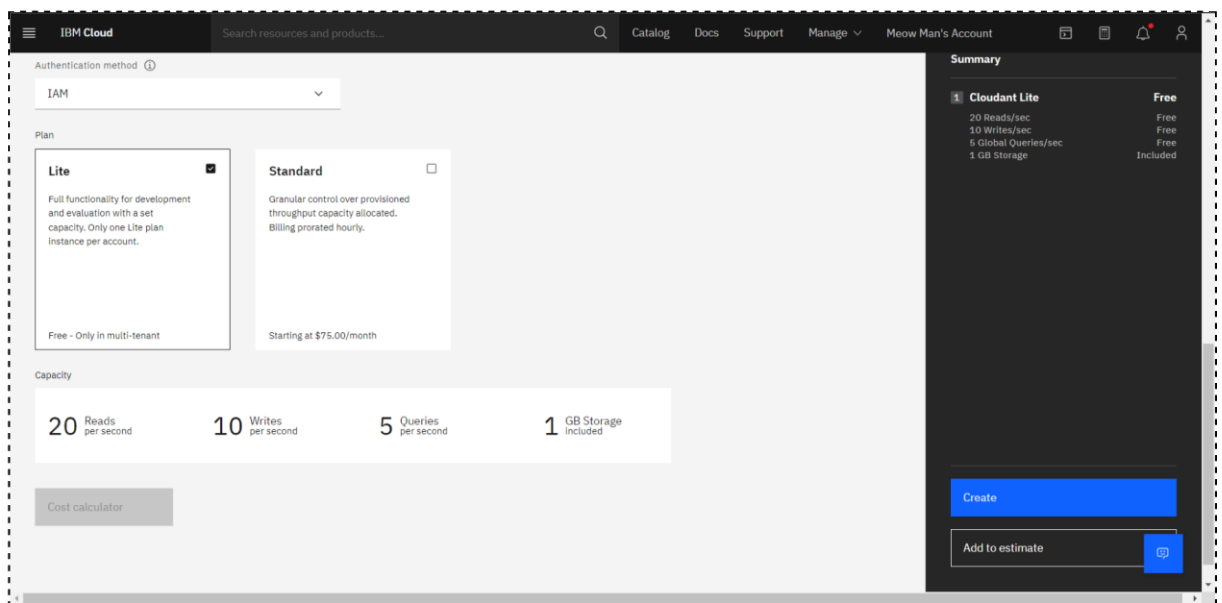 IBM Cloud
Search resources and products...
Catalog
Docs
Support
Manage
Meow Man's Account
Authentication method
IAM
Plan
Lite
Full functionality for development
and evaluation with a set
capacity. Only one Lite plan
instance per account.
Free - Only in multi-tenant
Standard
Granular control over provisioned
throughput capacity allocated.
Billing prorated hourly.
Starting at $75.00/month
Capacity
20 Reads
per second
10 Writes
per second
5 Queries
per second
1 GB Storage
included
Cost calculator
Summary
1 Cloudant Lite Free
20 Reads/sec Free
10 Writes/sec Free
5 Global Queries/sec Free
1 GB Storage Included
Create
Add to estimate